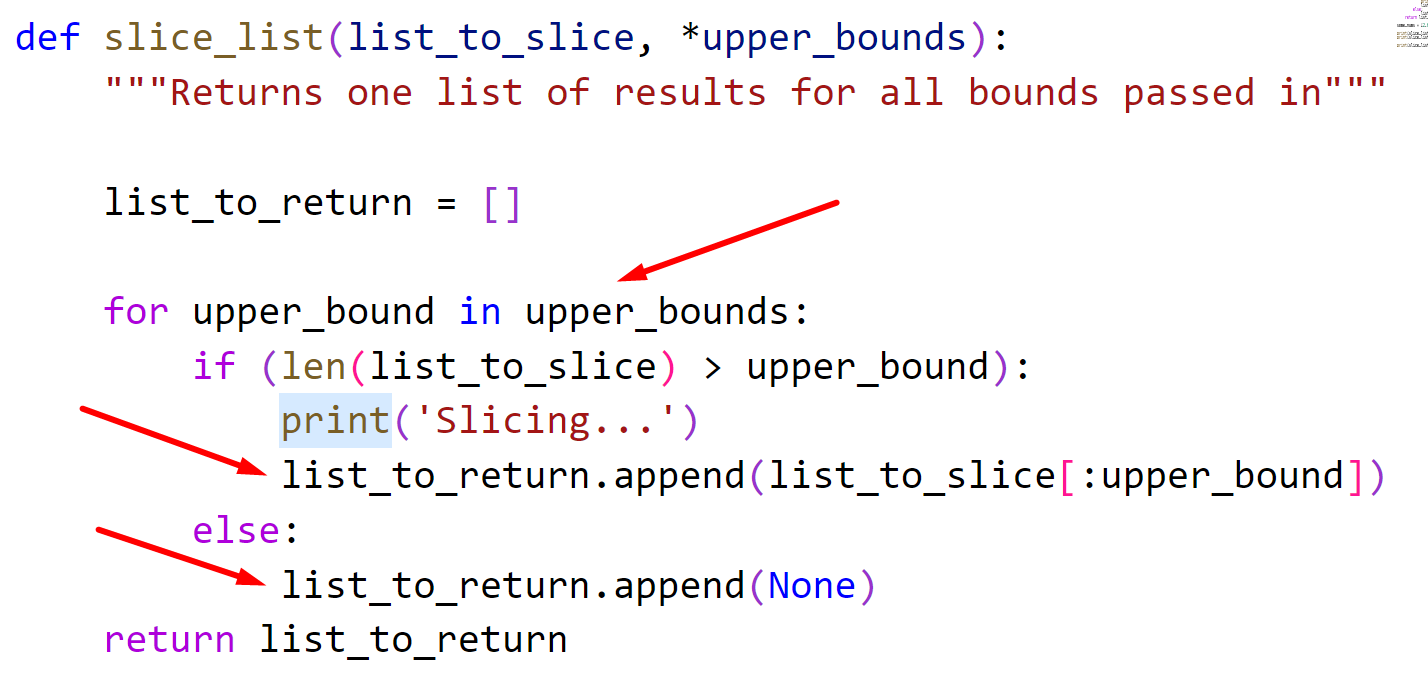 def slice_list(list_to_slice, *upper_bounds):
    """Returns one list of results for all bounds passed in"""
    list_to_return = []
    for upper_bound in upper_bounds:
        if (len(list_to_slice) > upper_bound):
            print('Slicing...')
            list_to_return.append(list_to_slice[:upper_bound])
        else:
            list_to_return.append(None)
    return list_to_return